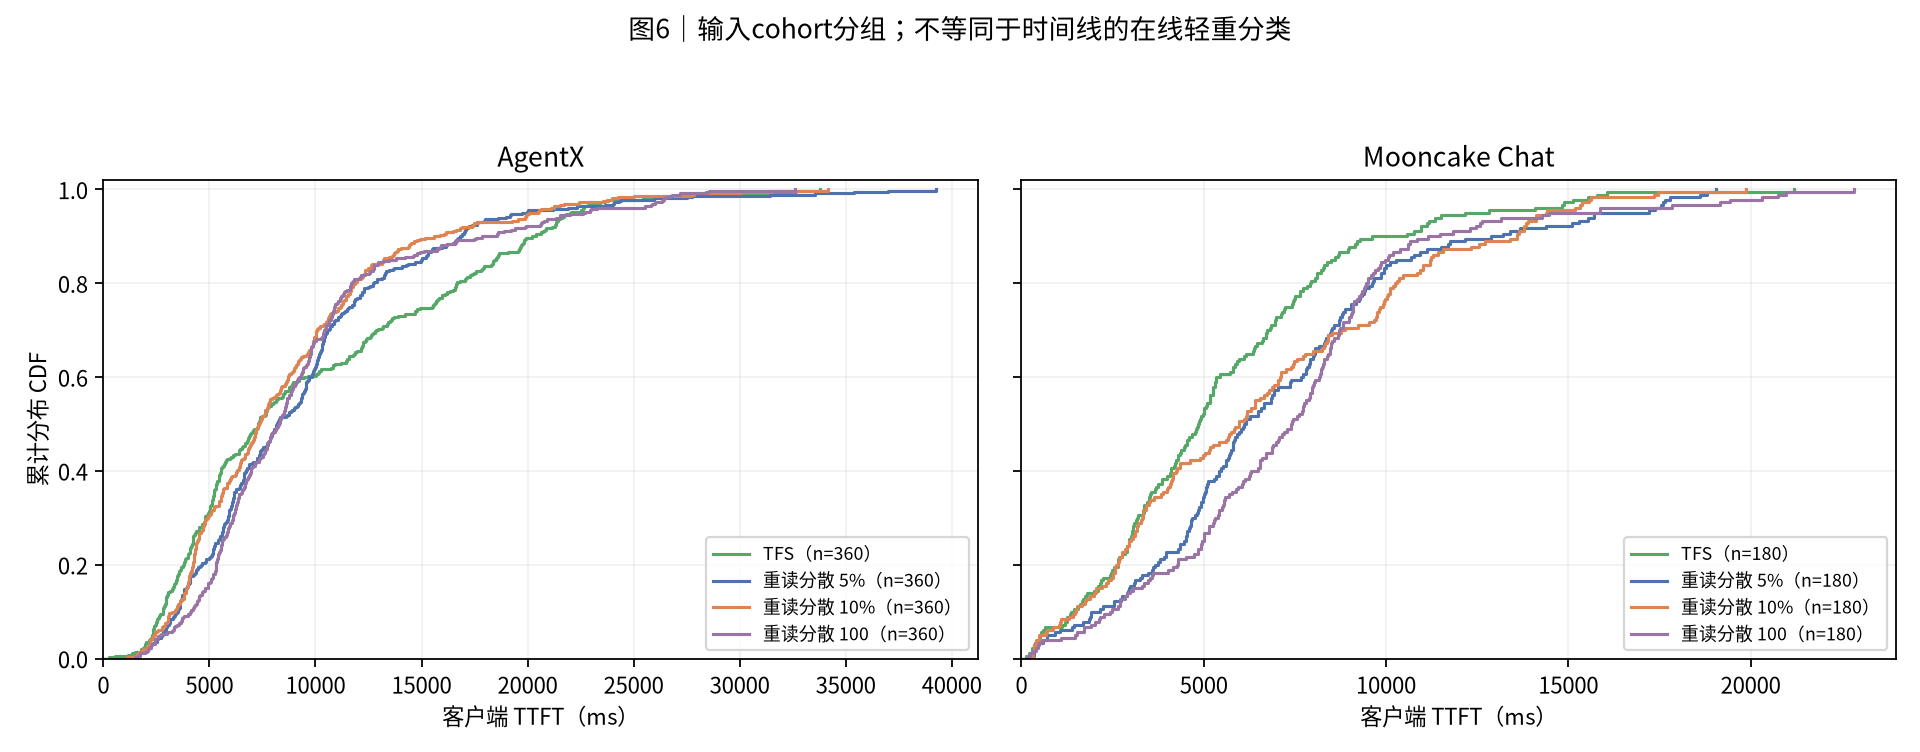 图6｜输入cohort分组；不等同于时间线的在线轻重分类
AgentX
累计分布 CDF
1.0
0.8
0.6
0.4
0.2
0.0
0 5000 10000 15000 20000 25000 30000 35000 40000
客户端 TTFT（ms）
TFS（n=360）
重读分散 5%（n=360）
重读分散 10%（n=360）
重读分散 100（n=360）
Mooncake Chat
0 5000 10000 15000 20000
客户端 TTFT（ms）
TFS（n=180）
重读分散 5%（n=180）
重读分散 10%（n=180）
重读分散 100（n=180）